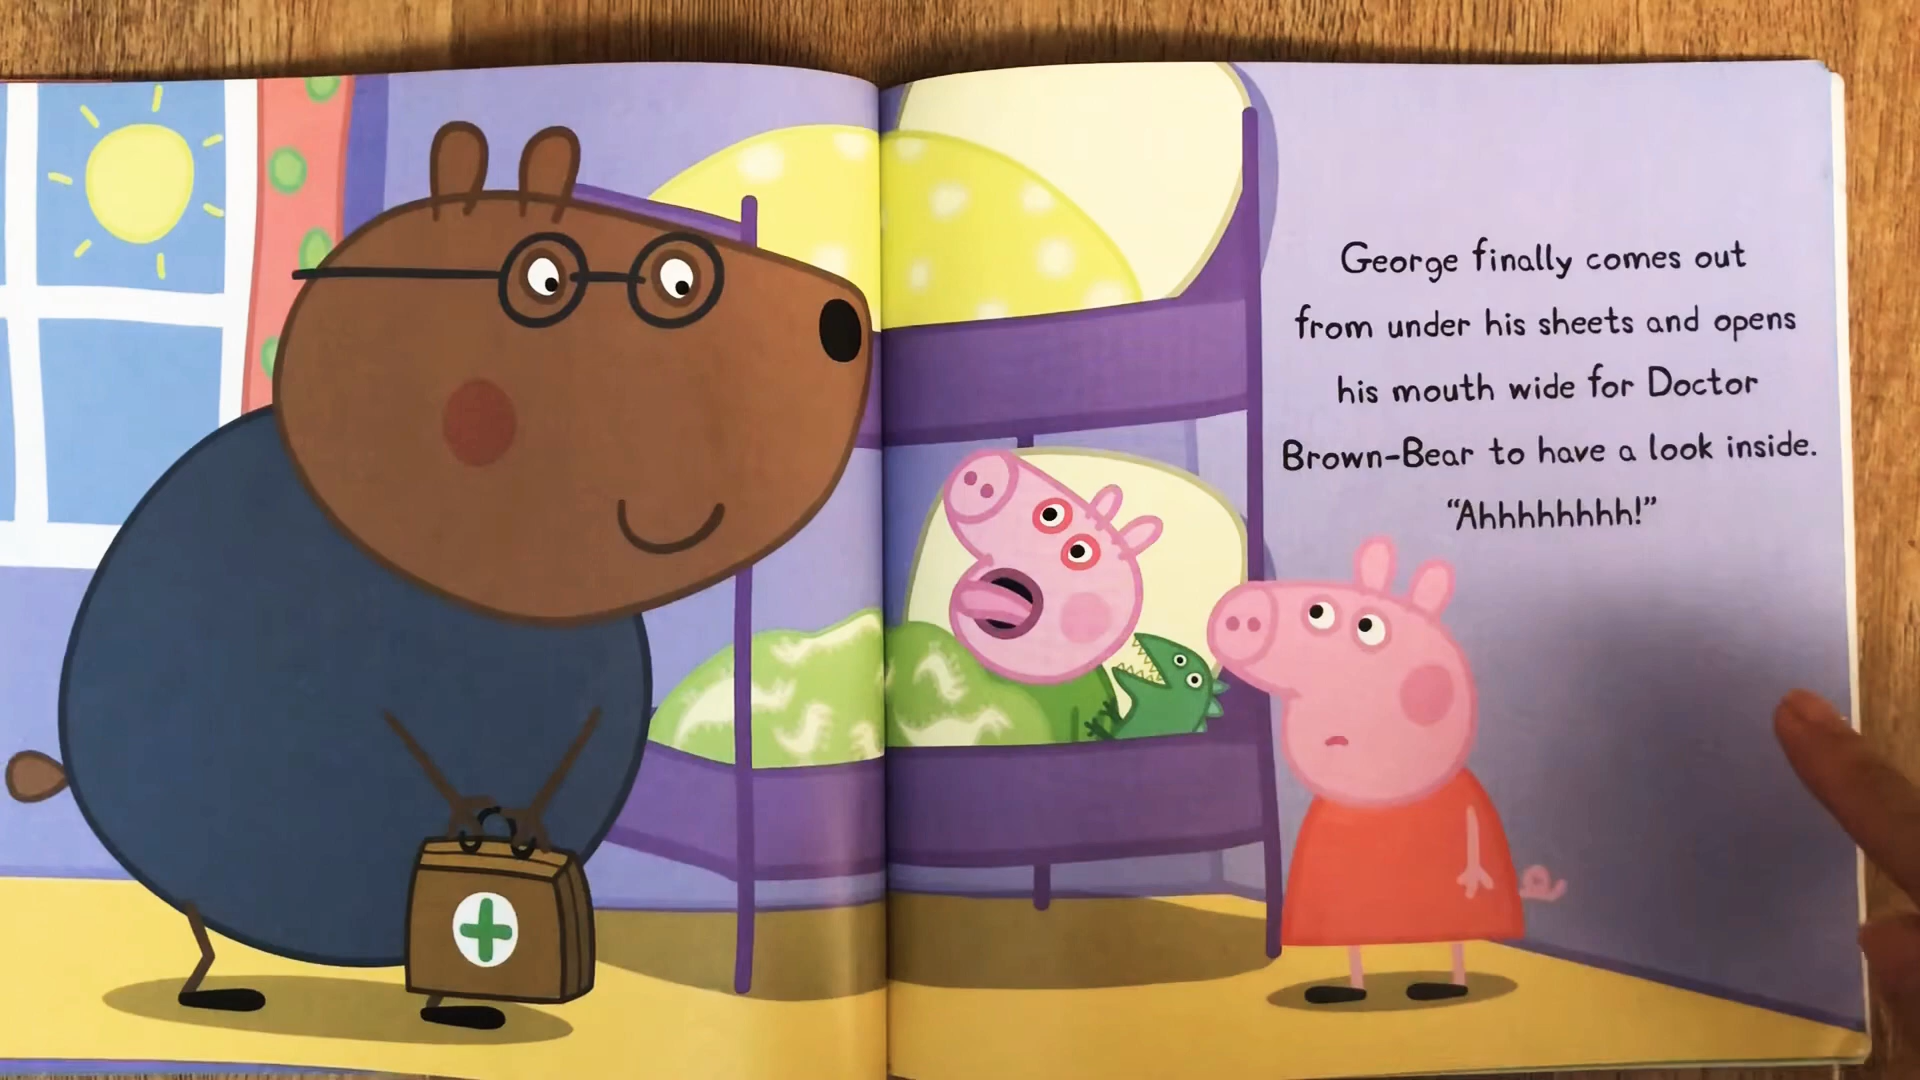 George finally comes out
from under his sheets and opens
his mouth wide for Doctor
Brown-Bear to have a look inside.
“Ahhhhhhhh!”